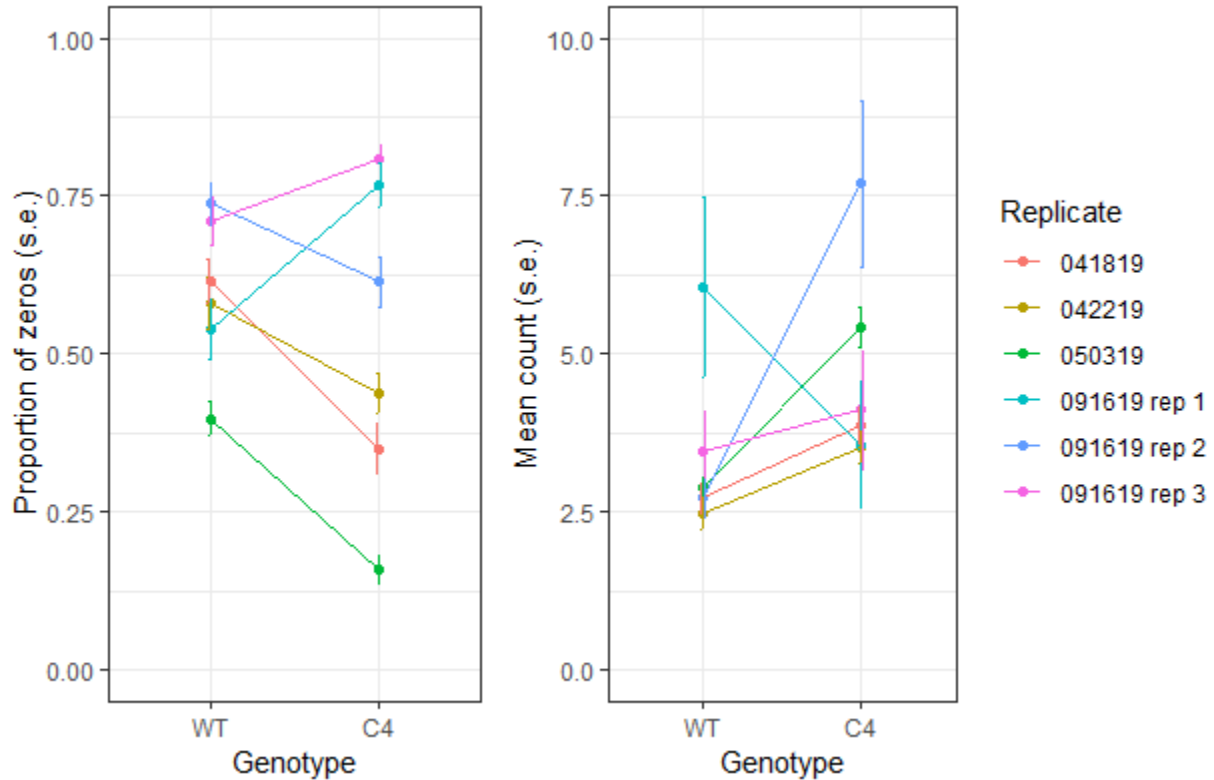 Proportion of zeros (s.e.)
1.00
0.75
0.50
0.25
0.00
WT C4
Genotype
Mean count (s.e.)
10.0
7.5
5.0
2.5
0.0
WT C4
Genotype
Replicate
041819
042219
050319
091619 rep 1
091619 rep 2
091619 rep 3